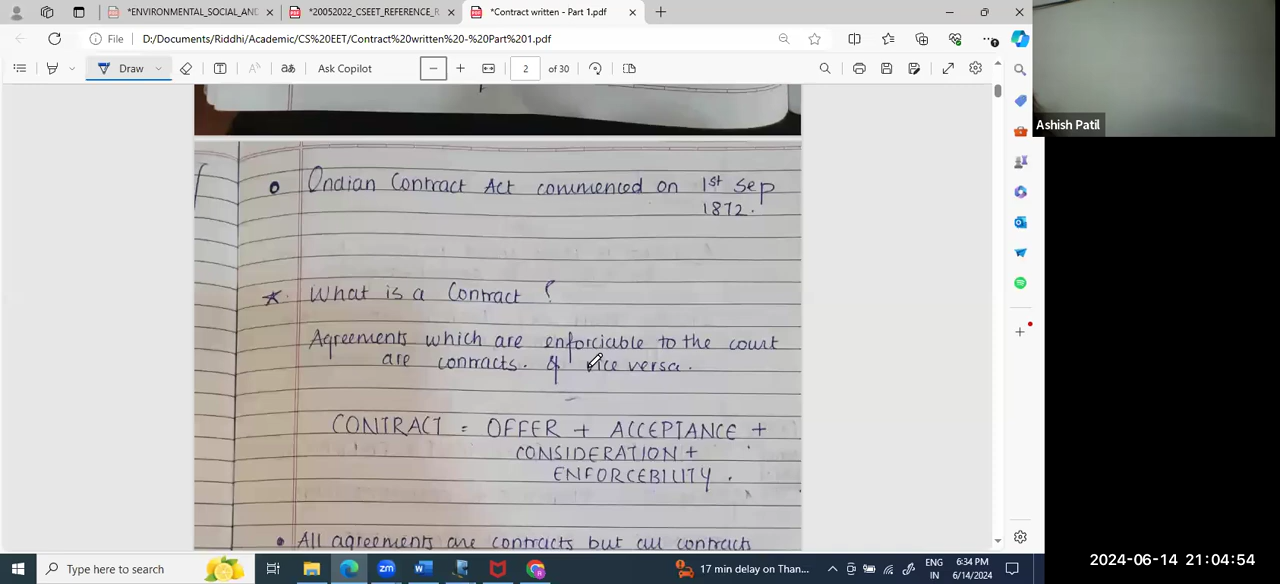 *ENVIRONMENTAL_SOCIAL_AND_
*20052022_CSEET_REFERENCE_R
*Contract written - Part 1.pdf
File
D:/Documents/Riddhi/Academic/CS%20EET/Contract%20written%20-%20Part%201.pdf
Draw
Ask Copilot
2 of 30
Ashish Patil
Indian Contract Act commenced on 1st Sep
1872.
What is a Contract ?
Agreements which are enforciable to the court
are contracts. & vice versa.
CONTRACT = OFFER + ACCEPTANCE +
CONSIDERATION +
ENFORCEBILITY.
All agreements are contracts but all contracts
Type here to search
17 min delay on Than...
ENG
IN
6:34 PM
6/14/2024
2024-06-14 21:04:54